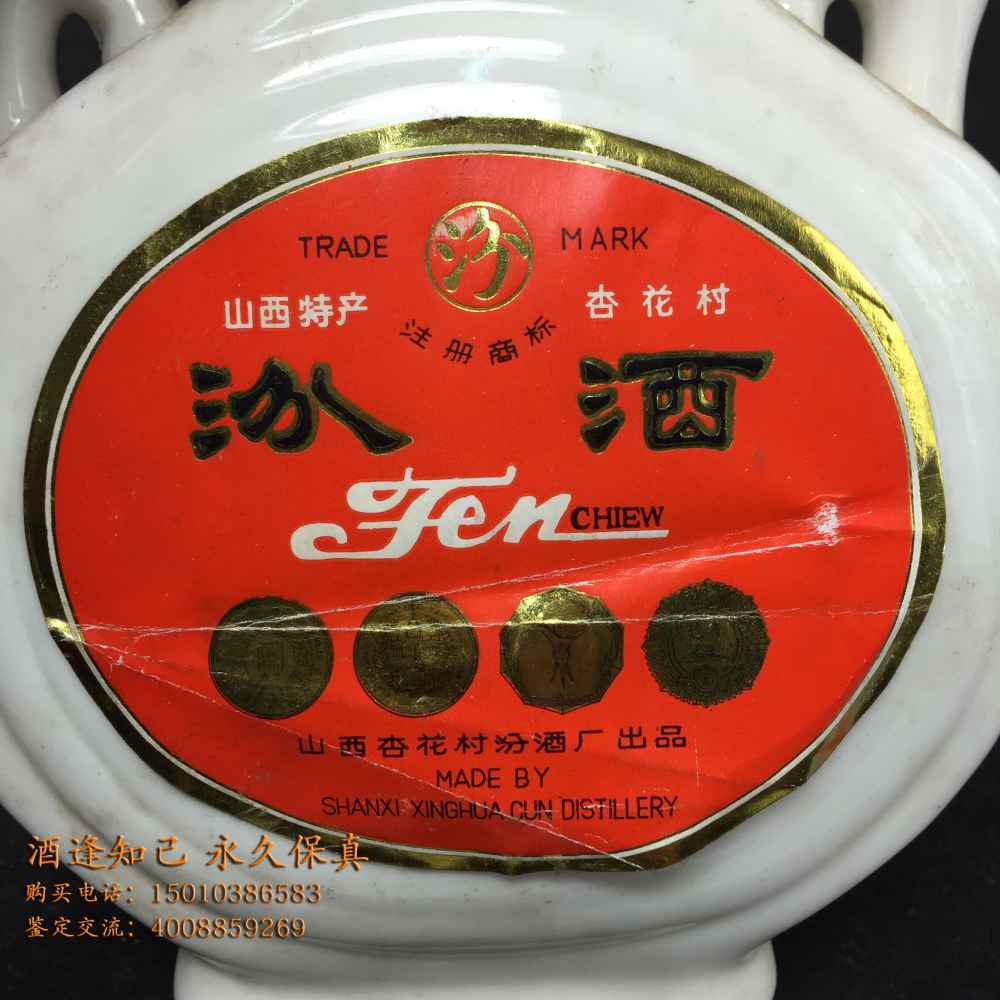 TRADE 汾 MARK
山西特产 杏花村
注册商标
汾酒
Fen CHIEW
山西杏花村汾酒厂出品
MADE BY
SHANXI XINGHUA CUN DISTILLERY
酒逢知己 永久保真
购买电话：15010386583
鉴定交流：4008859269